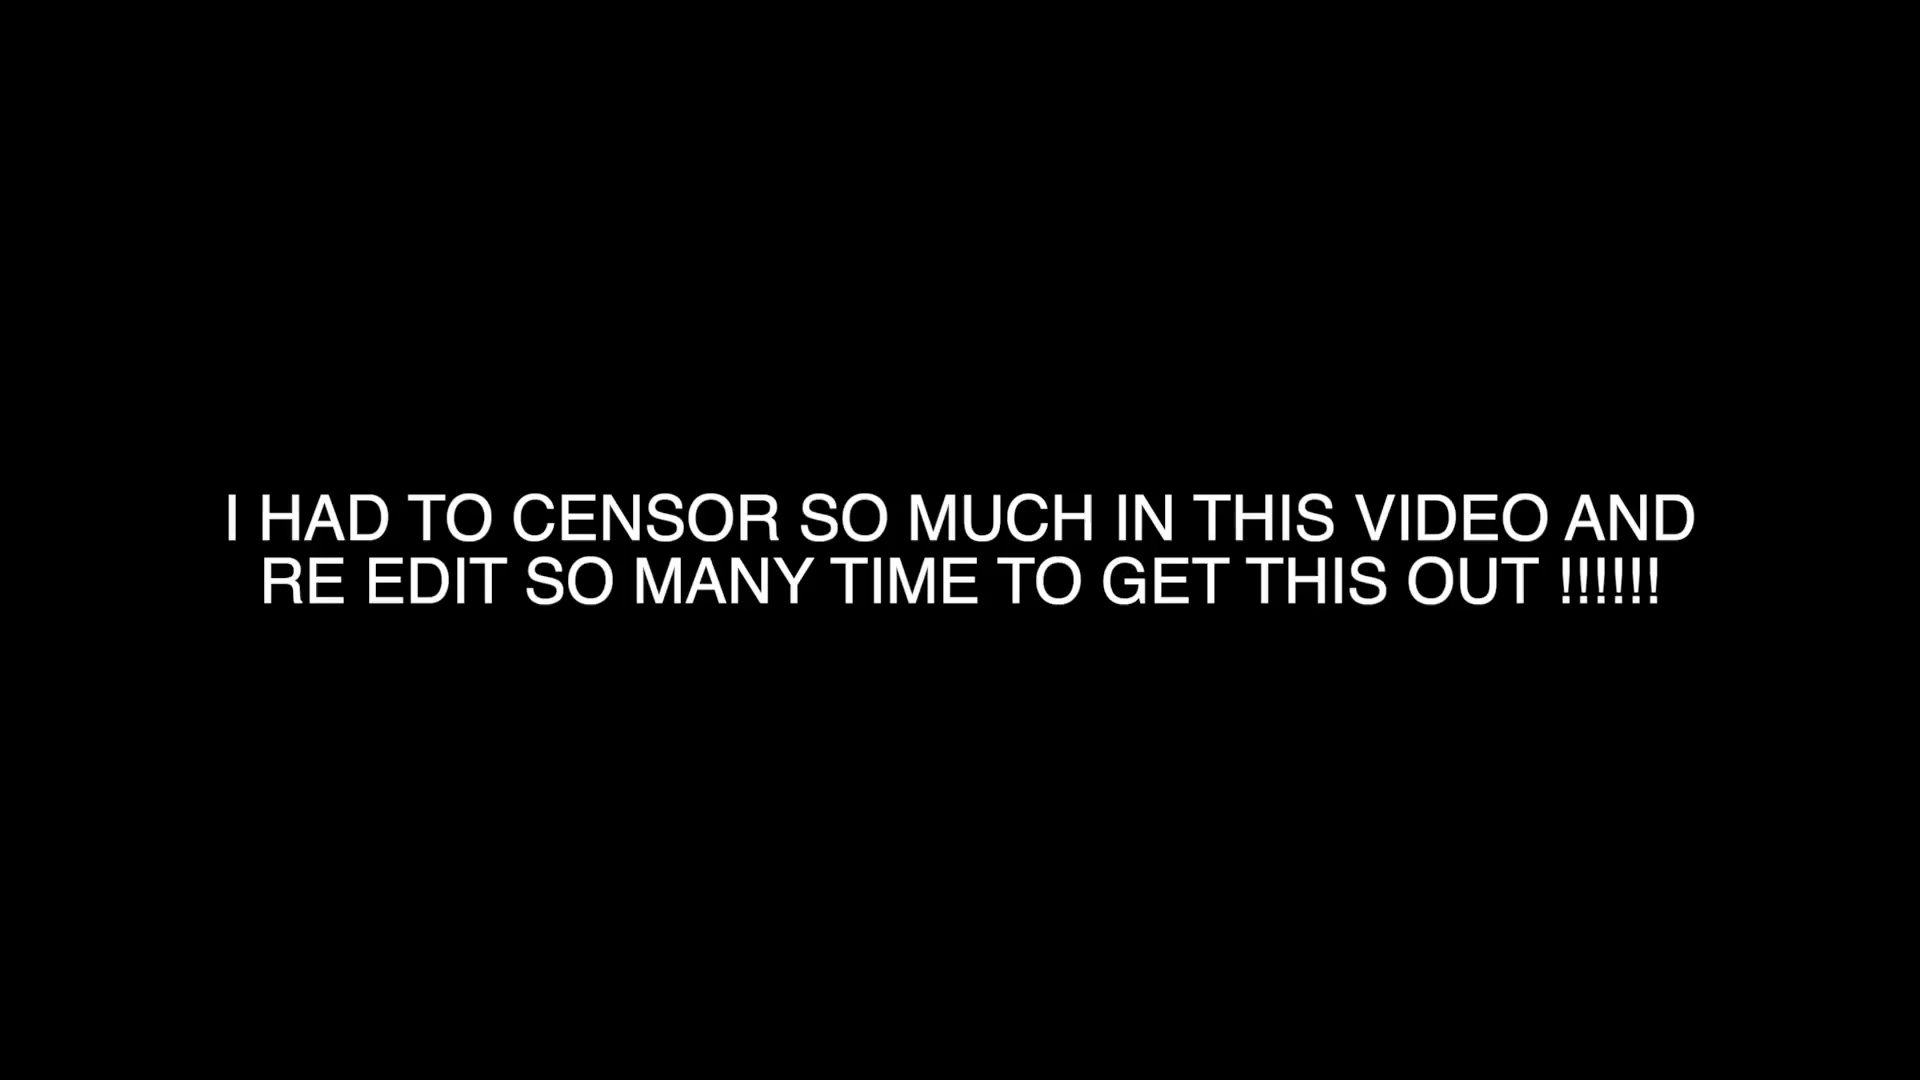 I HAD TO CENSOR SO MUCH IN THIS VIDEO AND
RE EDIT SO MANY TIME TO GET THIS OUT !!!!!!